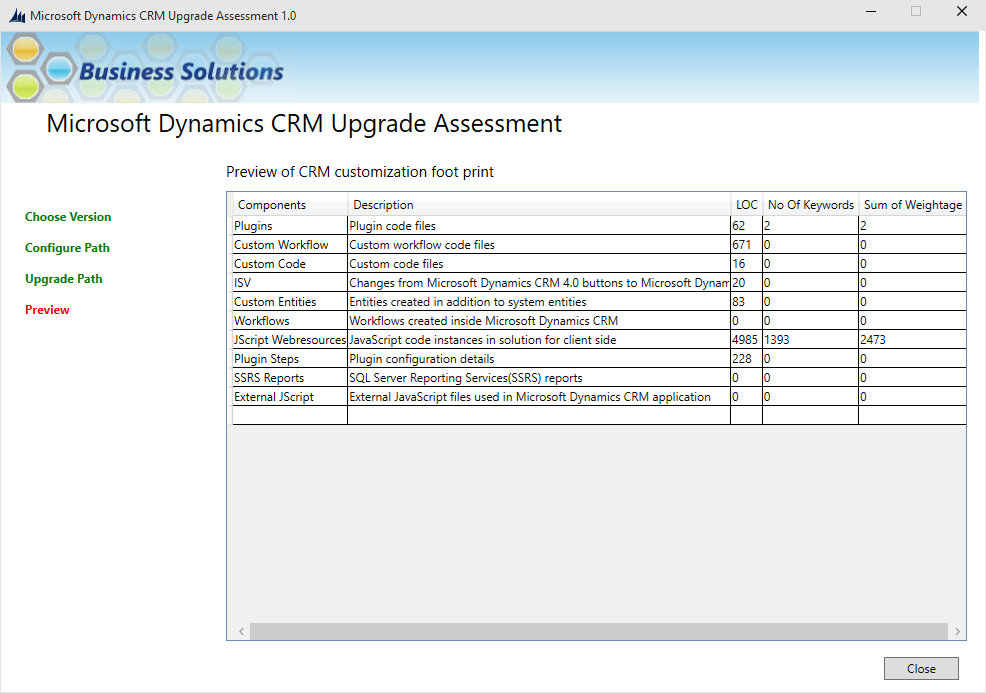 Microsoft Dynamics CRM Upgrade Assessment 1.0
Business Solutions
Microsoft Dynamics CRM Upgrade Assessment
Preview of CRM customization foot print
Choose Version
Configure Path
Upgrade Path
Preview
Components Description LOC No Of Keywords Sum of Weightage
Plugins Plugin code files 62 2 2
Custom Workflow Custom workflow code files 671 0 0
Custom Code Custom code files 16 0 0
ISV Changes from Microsoft Dynamics CRM 4.0 buttons to Microsoft Dynam 20 0 0
Custom Entities Entities created in addition to system entities 83 0 0
Workflows Workflows created inside Microsoft Dynamics CRM 0 0 0
JScript Webresources JavaScript code instances in solution for client side 4985 1393 2473
Plugin Steps Plugin configuration details 228 0 0
SSRS Reports SQL Server Reporting Services(SSRS) reports 0 0 0
External JScript External JavaScript files used in Microsoft Dynamics CRM application 0 0 0
Close